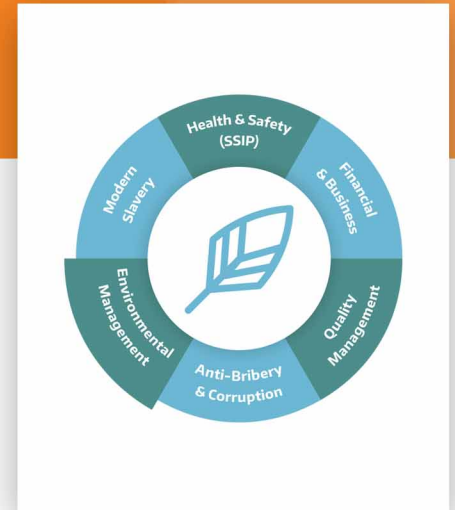 Health & Safety
(SSIP)
Financial
& Business
Quality
Management
Anti-Bribery
& Corruption
Environmental
Management
Modern
Slavery